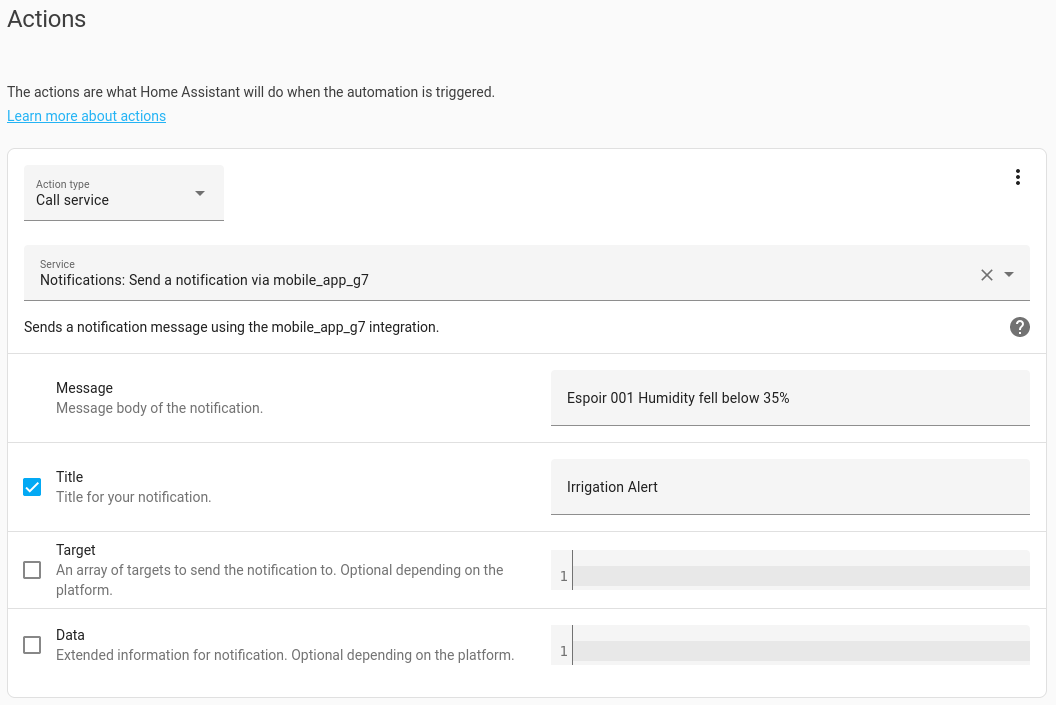 Actions
The actions are what Home Assistant will do when the automation is triggered.
Learn more about actions
Action type
Call service
Service
Notifications: Send a notification via mobile_app_g7
Sends a notification message using the mobile_app_g7 integration.
?
Message
Message body of the notification.
Espoir 001 Humidity fell below 35%
Title
Title for your notification.
Irrigation Alert
Target
An array of targets to send the notification to. Optional depending on the
platform.
1
Data
Extended information for notification. Optional depending on the platform.
1